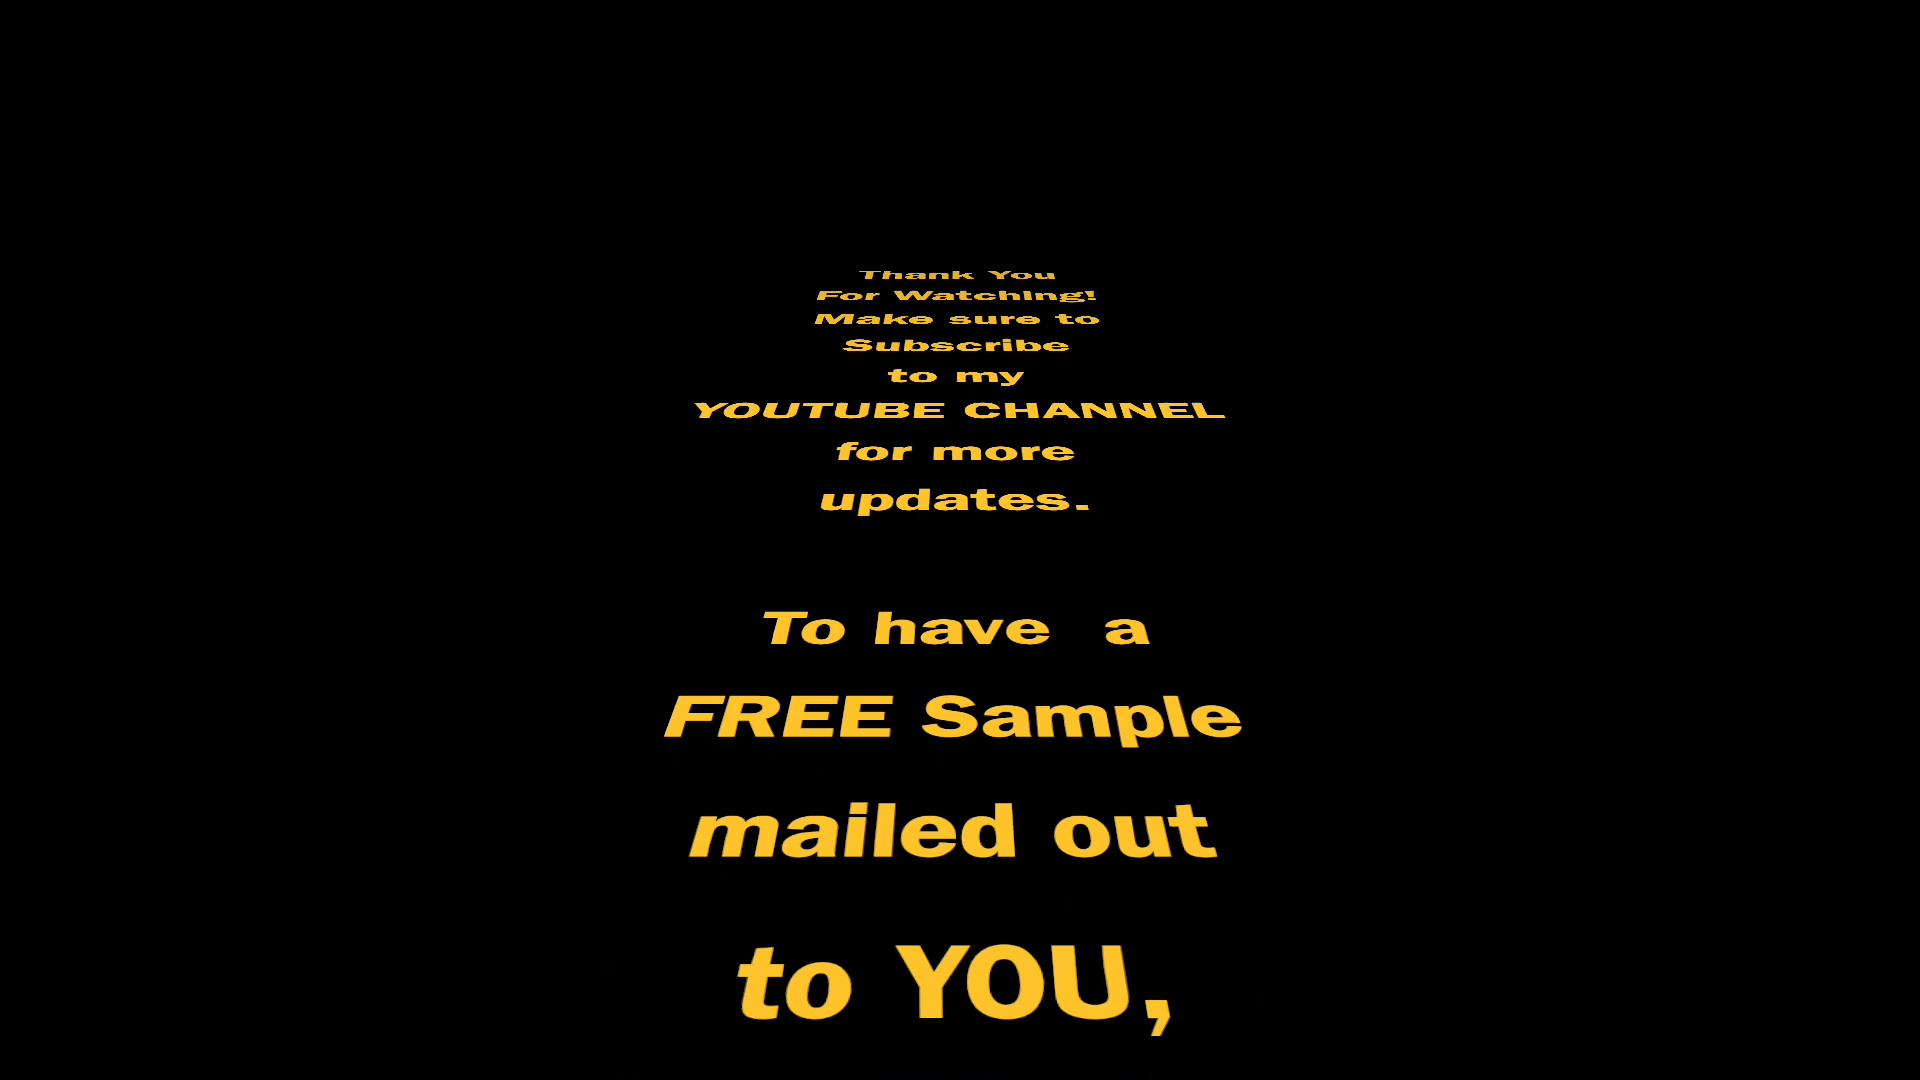 Thank You
For Watching!
Make sure to
Subscribe
to my
YOUTUBE CHANNEL
for more
updates.
To have a
FREE Sample
mailed out
to YOU,